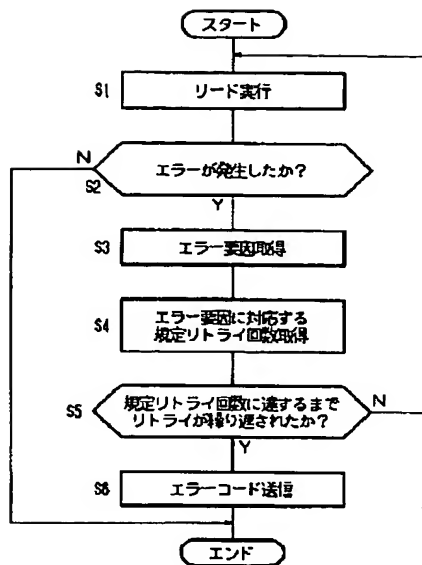 スタート
S1 リード実行
N
S2 エラーが発生したか?
Y
S3 エラー要因取得
S4 エラー要因に対応する
規定リトライ回数取得
S5 規定リトライ回数に達するまで
リトライが繰り返されたか?
N
Y
S6 エラーコード送信
エンド